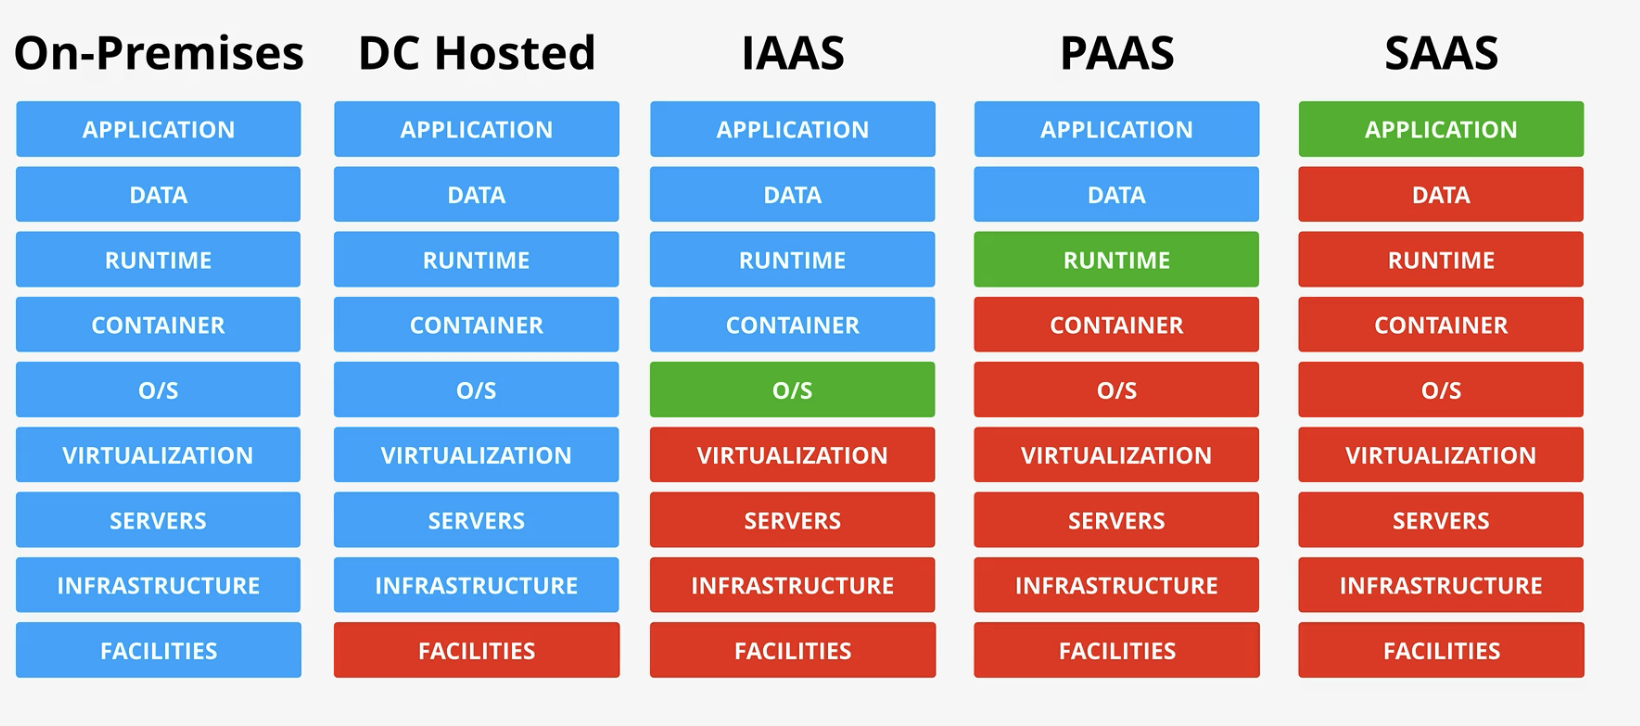 On-Premises DC Hosted IAAS PAAS SAAS
APPLICATION APPLICATION APPLICATION APPLICATION APPLICATION
DATA DATA DATA DATA DATA
RUNTIME RUNTIME RUNTIME RUNTIME RUNTIME
CONTAINER CONTAINER CONTAINER CONTAINER CONTAINER
O/S O/S O/S O/S O/S
VIRTUALIZATION VIRTUALIZATION VIRTUALIZATION VIRTUALIZATION VIRTUALIZATION
SERVERS SERVERS SERVERS SERVERS SERVERS
INFRASTRUCTURE INFRASTRUCTURE INFRASTRUCTURE INFRASTRUCTURE INFRASTRUCTURE
FACILITIES FACILITIES FACILITIES FACILITIES FACILITIES